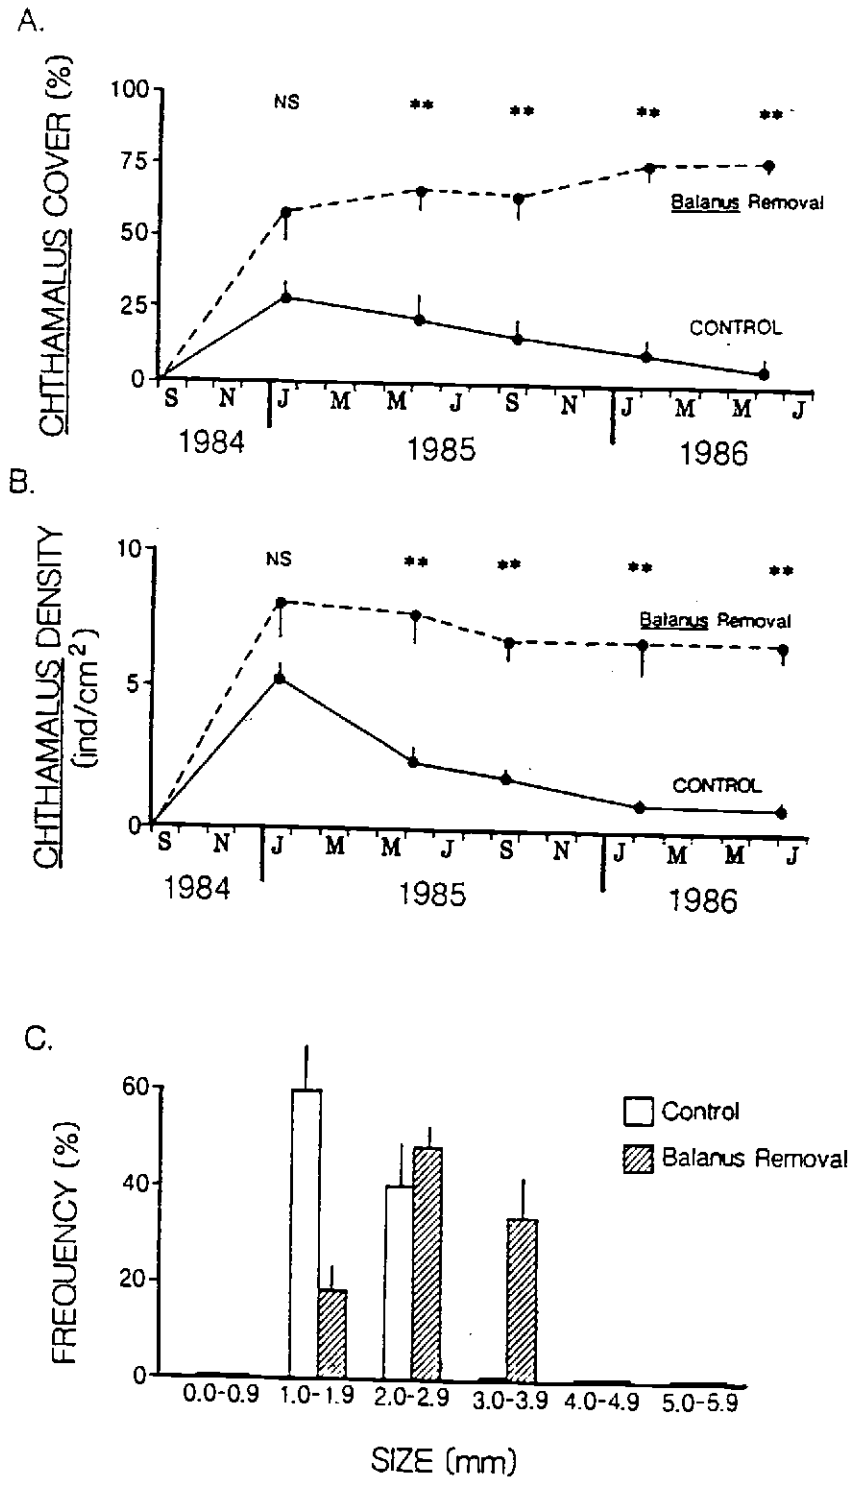 A.
CHTHAMALUS COVER (%)
100
75
50
25
0
NS ** ** ** **
Balanus Removal
CONTROL
S N J M M J S N J M M J
1984 1985 1986
B.
CHTHAMALUS DENSITY
(ind/cm²)
10
5
0
NS ** ** ** **
Balanus Removal
CONTROL
S N J M M J S N J M M J
1984 1985 1986
C.
FREQUENCY (%)
60
40
20
0
Control
Balanus Removal
0.0-0.9 1.0-1.9 2.0-2.9 3.0-3.9 4.0-4.9 5.0-5.9
SIZE (mm)